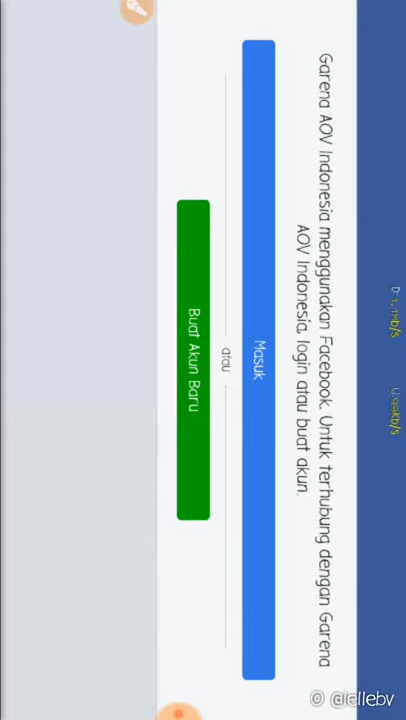 Garena AOV Indonesia menggunakan Facebook. Untuk terhubung dengan Garena
AOV Indonesia, login atau buat akun.
Masuk
atau
Buat Akun Baru